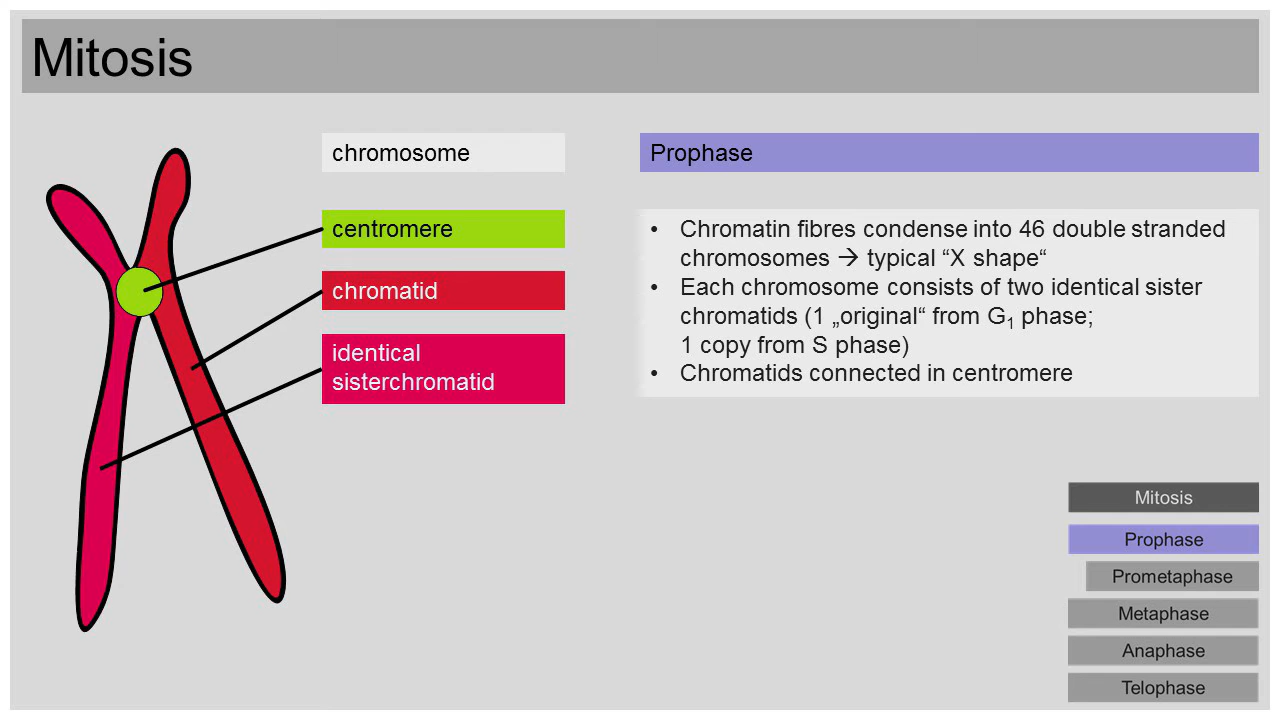 Mitosis
chromosome
centromere
chromatid
identical
sisterchromatid
Prophase
• Chromatin fibres condense into 46 double stranded
chromosomes → typical “X shape“
• Each chromosome consists of two identical sister
chromatids (1 „original“ from G₁ phase;
1 copy from S phase)
• Chromatids connected in centromere
Mitosis
Prophase
Prometaphase
Metaphase
Anaphase
Telophase